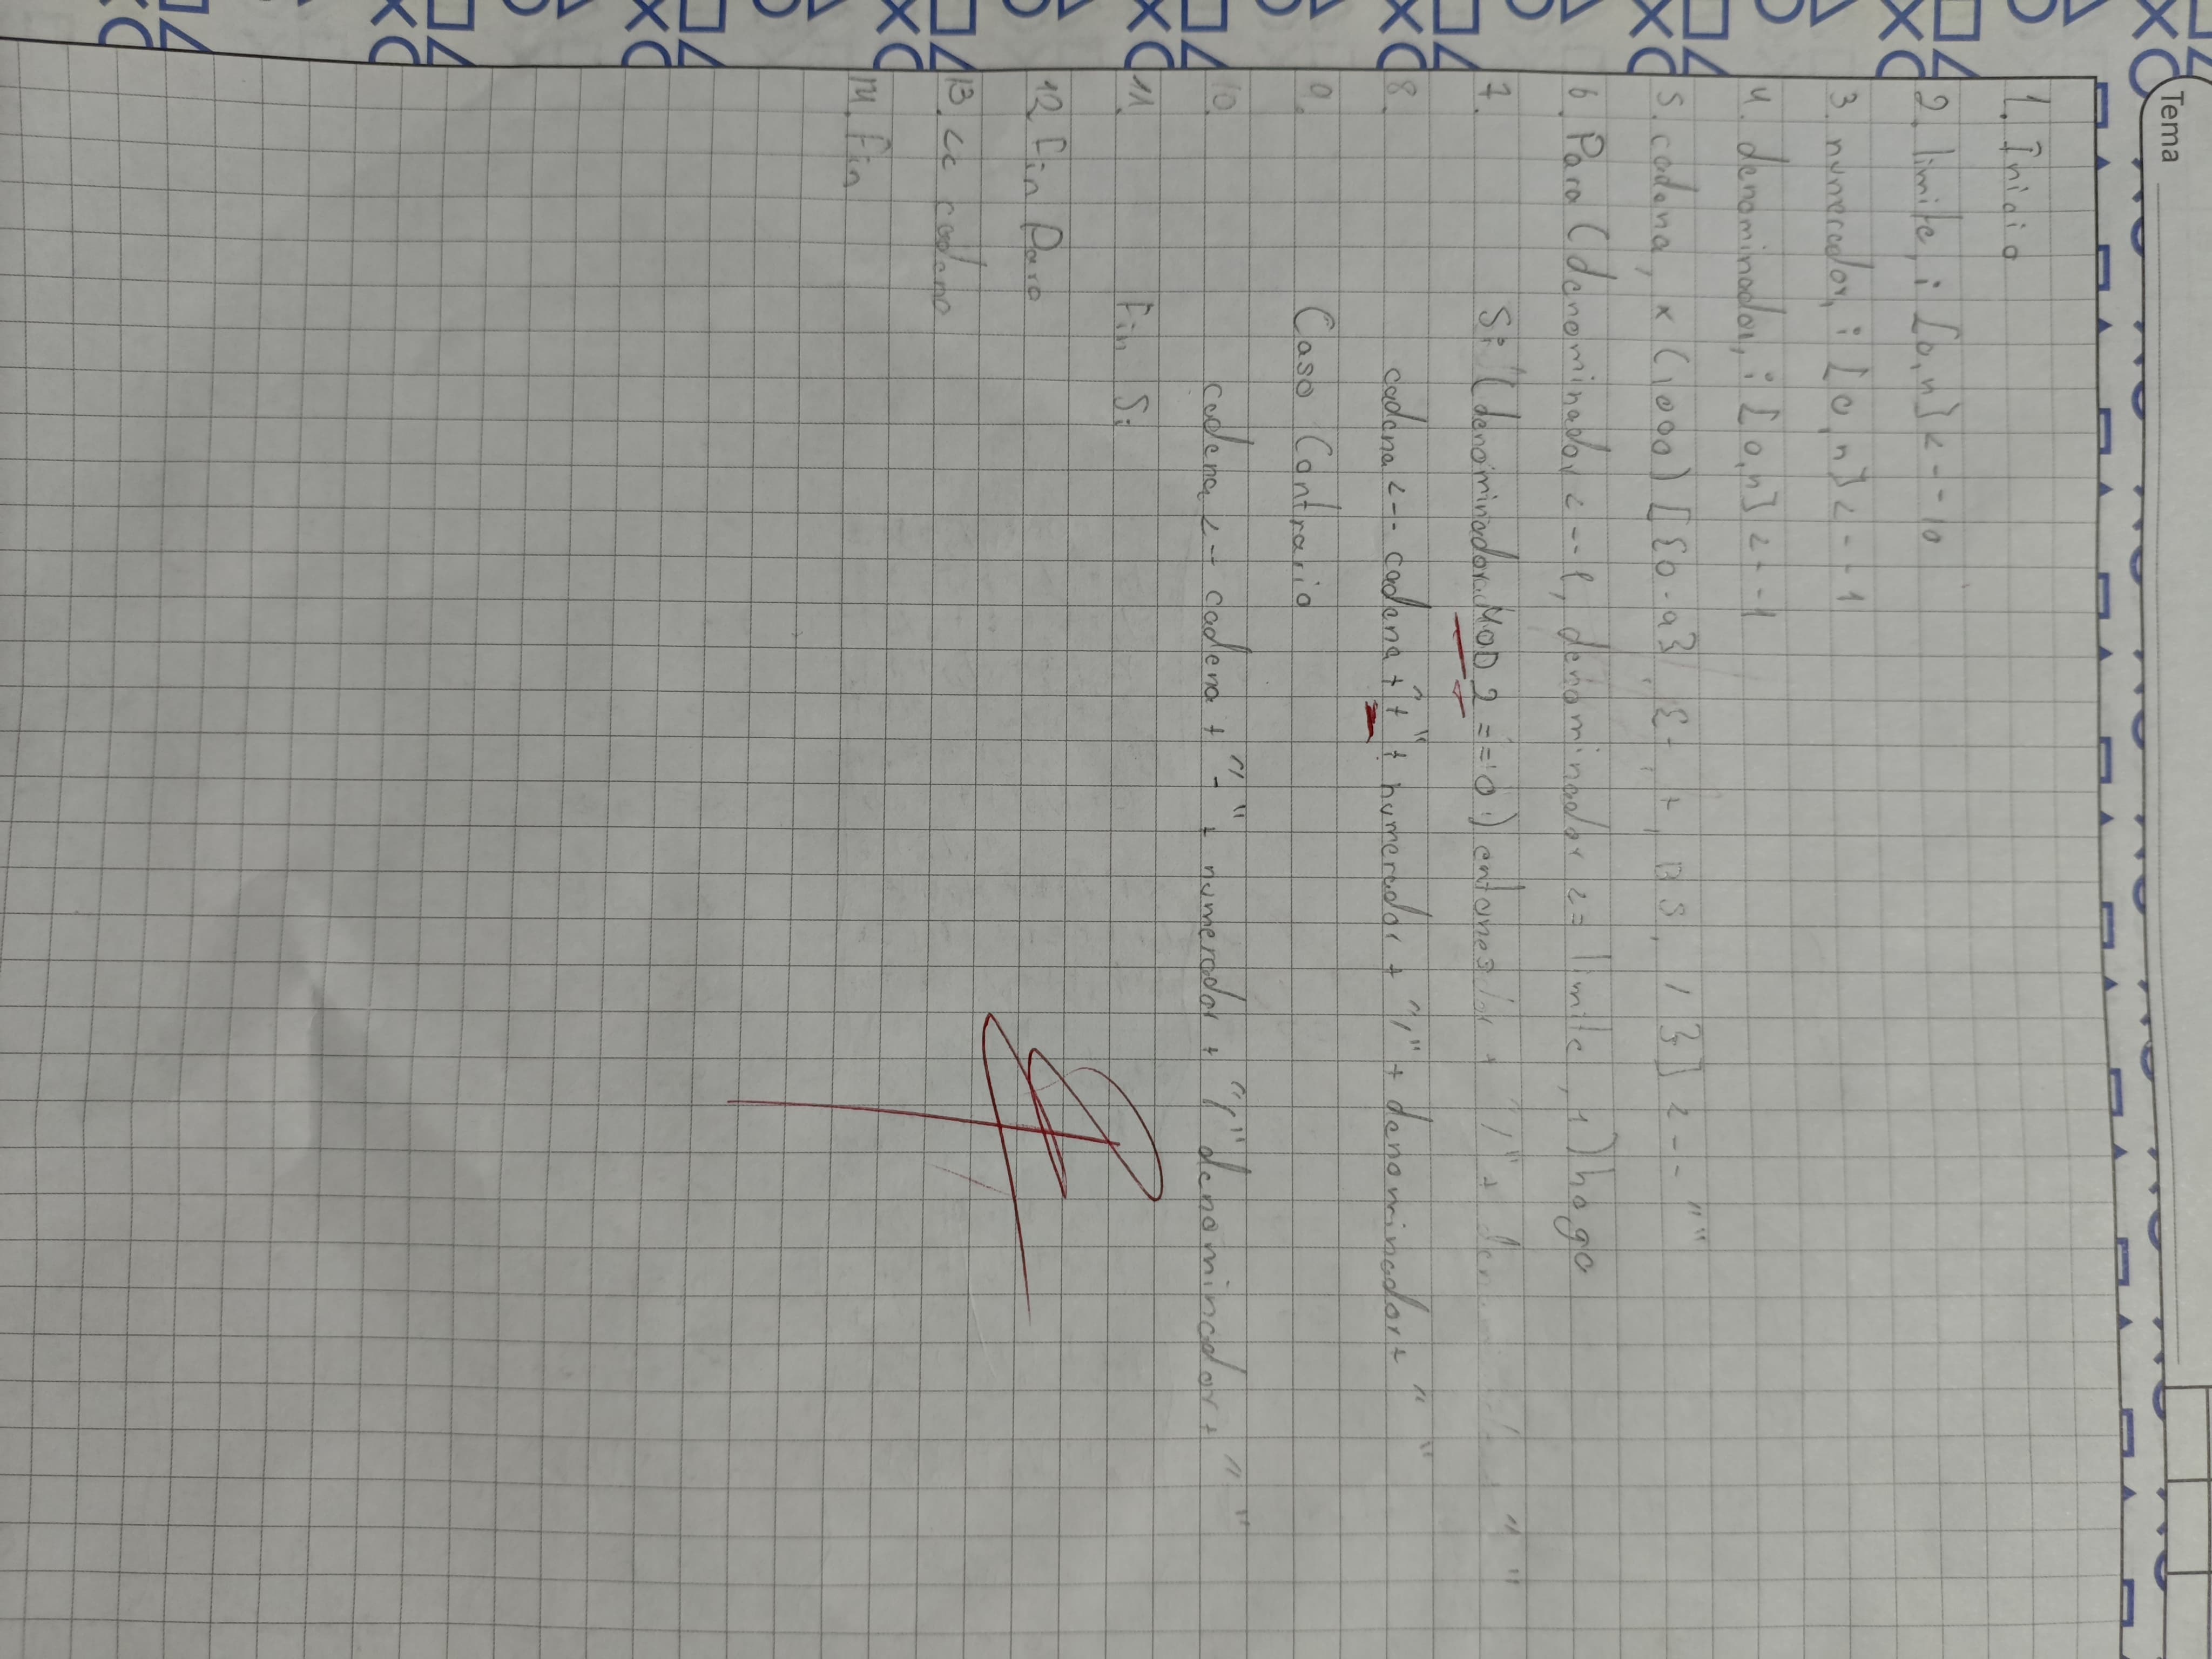 Tema
1. Inicio
2. limite, i [0,n] <-- 10
3. numerador, i [0,n] <-- 1
4. denominador, i [0,n] <-- 1
5. cadena, x (1000) [{0-9}, {-, +, BS, /}] <-- ""
6. Para (denominador <-- 1, denominador <= limite, 1) haga
7. Si (denominador MOD 2 == 0) entonces
8. cadena <-- cadena + "+" + numerador + "/" + denominador + " "
9. Caso Contrario
10. cadena <-- cadena + "-" + numerador + "/" denominador + " "
11. Fin Si
12 Fin Para
13. << cadena
14. Fin